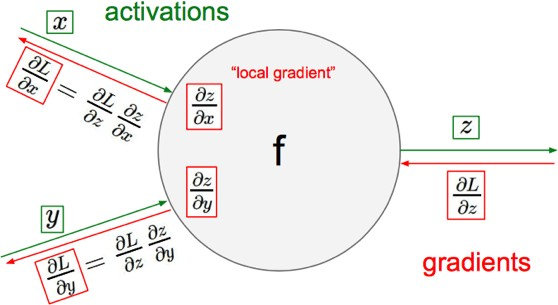 activations
x
∂L/∂x = ∂L/∂z ∂z/∂x
"local gradient"
∂z/∂x
f
z
∂L/∂z
∂z/∂y
y
∂L/∂y = ∂L/∂z ∂z/∂y
gradients